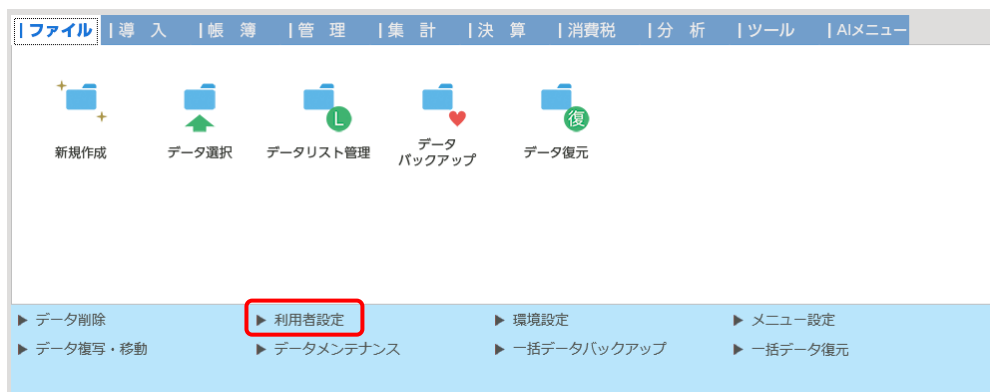 |ファイル |導 入 |帳 簿 |管 理 |集 計 |決 算 |消費税 |分 析 |ツール |AIメニュー
L 復
新規作成 データ選択 データリスト管理 データ バックアップ データ復元
▶ データ削除 ▶ 利用者設定 ▶ 環境設定 ▶ メニュー設定
▶ データ複写・移動 ▶ データメンテナンス ▶ 一括データバックアップ ▶ 一括データ復元